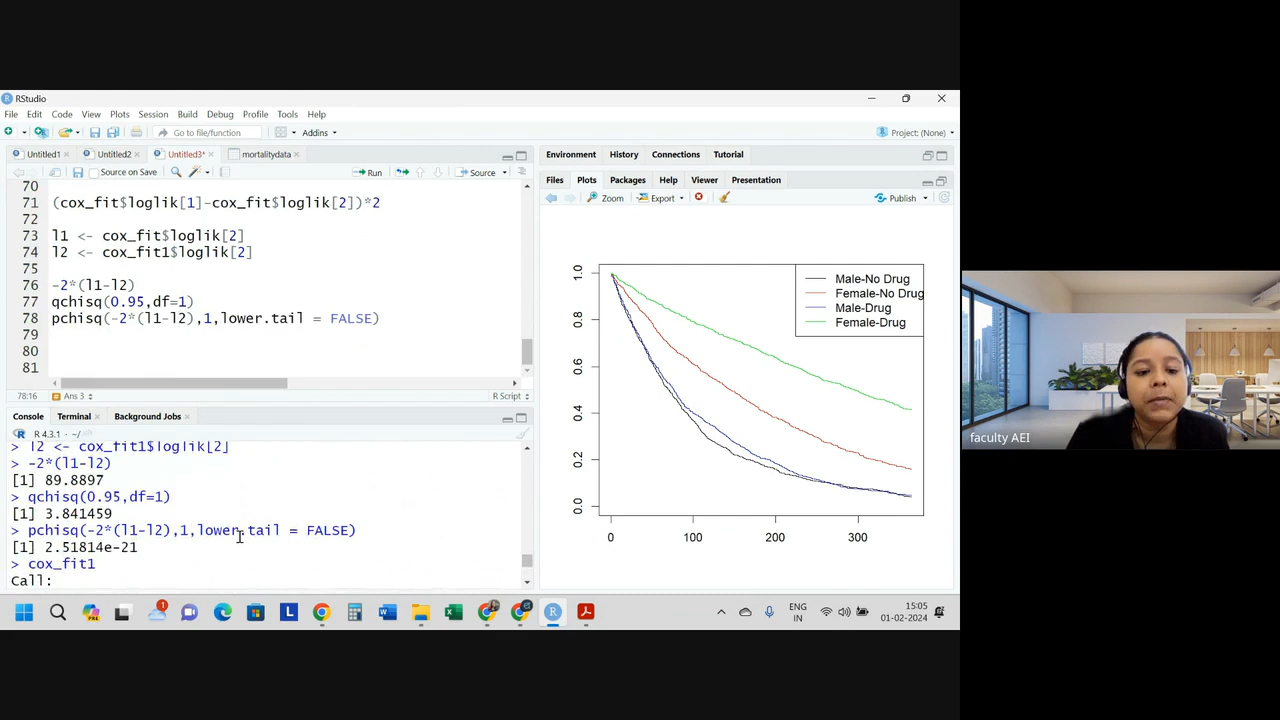 RStudio
File Edit Code View Plots Session Build Debug Profile Tools Help
Go to file/function Addins Project: (None)
Untitled1 Untitled2 Untitled3* mortalitydata
Source on Save Run Source
70
71 (cox_fit$loglik[1]-cox_fit$loglik[2])*2
72
73 l1 <- cox_fit$loglik[2]
74 l2 <- cox_fit1$loglik[2]
75
76 -2*(l1-l2)
77 qchisq(0.95,df=1)
78 pchisq(-2*(l1-l2),1,lower.tail = FALSE)
79
80
81
78:16 Ans 3 R Script
Console Terminal Background Jobs
R 4.3.1 · ~/
> l2 <- cox_fit1$loglik[2]
> -2*(l1-l2)
[1] 89.8897
> qchisq(0.95,df=1)
[1] 3.841459
> pchisq(-2*(l1-l2),1,lower.tail = FALSE)
[1] 2.51814e-21
> cox_fit1
Call:
Environment History Connections Tutorial
Files Plots Packages Help Viewer Presentation
Zoom Export Publish
1.0
0.8
0.6
0.4
0.2
0.0
Male-No Drug
Female-No Drug
Male-Drug
Female-Drug
0 100 200 300
faculty AEI
1
PRE
L
ENG
IN
15:05
01-02-2024